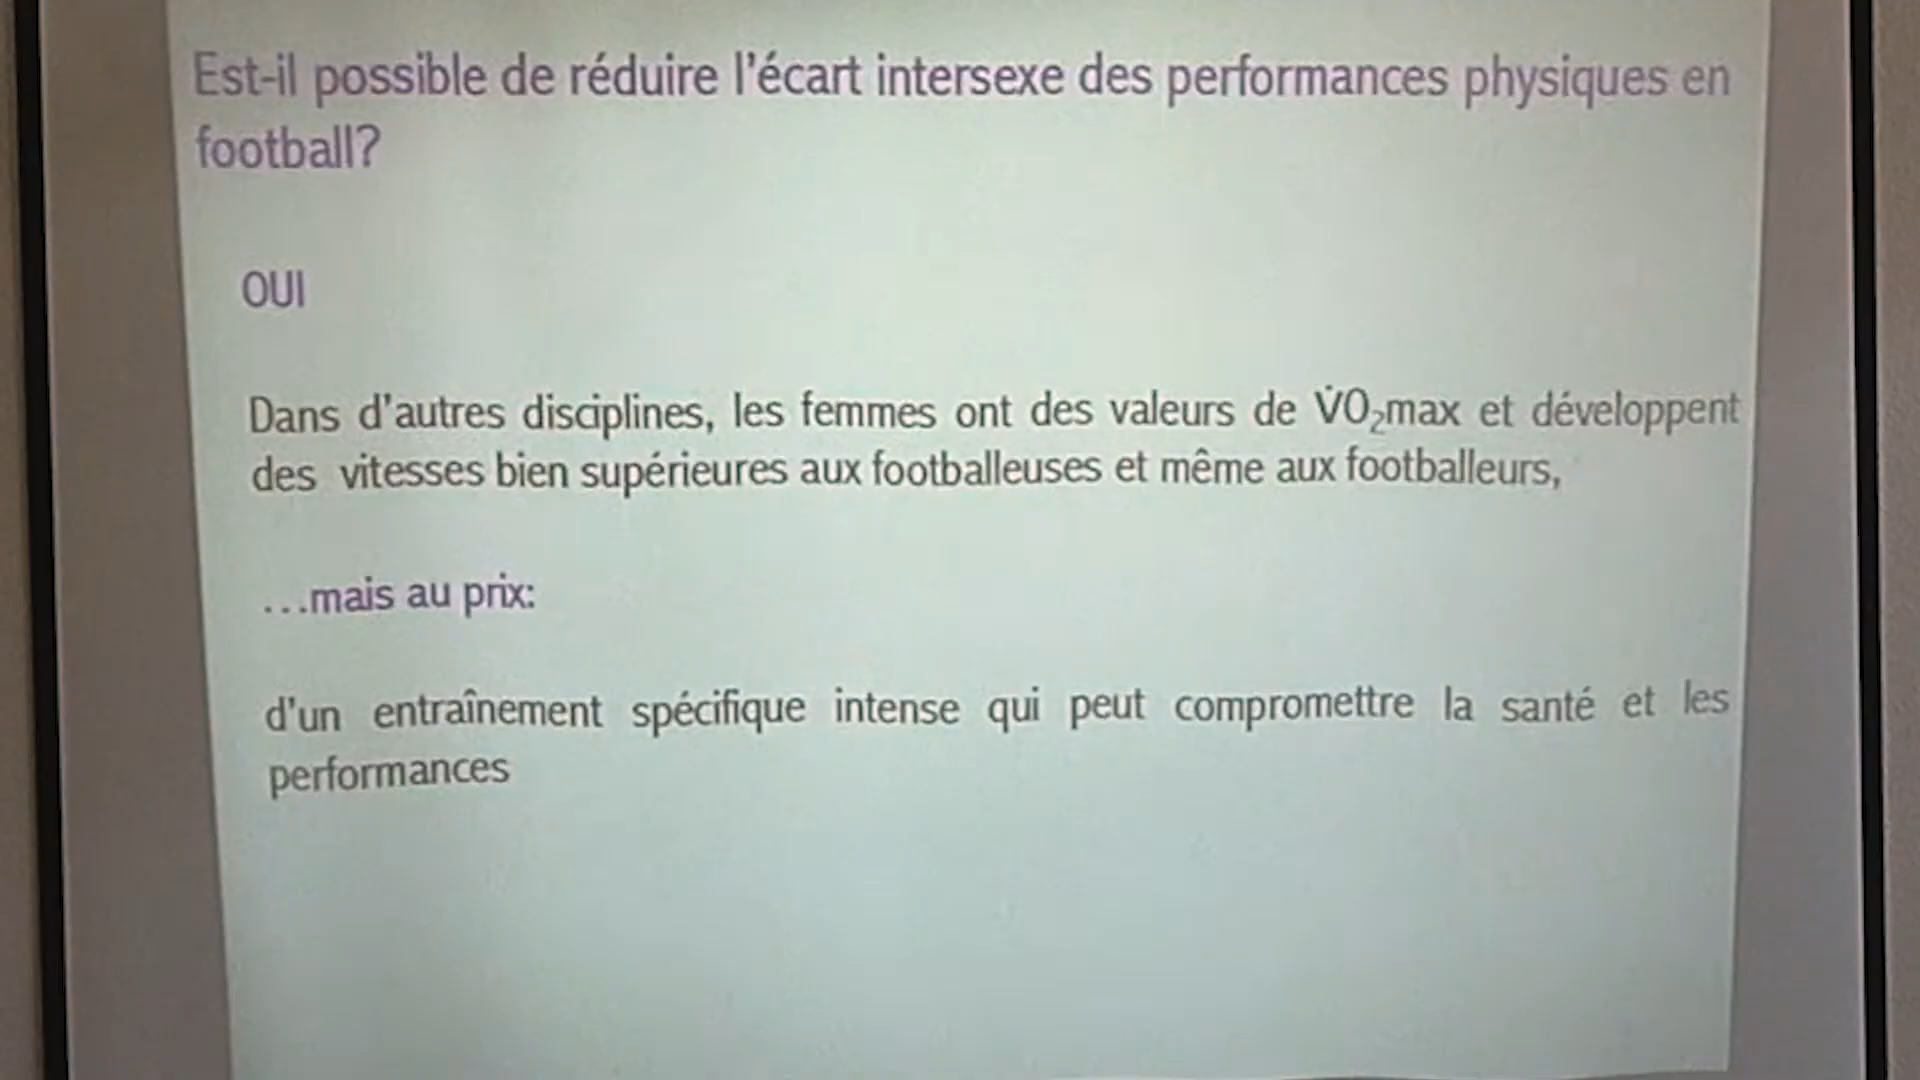 Est-il possible de réduire l'écart intersexe des performances physiques en
football?
OUI
Dans d'autres disciplines, les femmes ont des valeurs de V̇O₂max et développent
des vitesses bien supérieures aux footballeuses et même aux footballeurs,
...mais au prix:
d'un entraînement spécifique intense qui peut compromettre la santé et les
performances